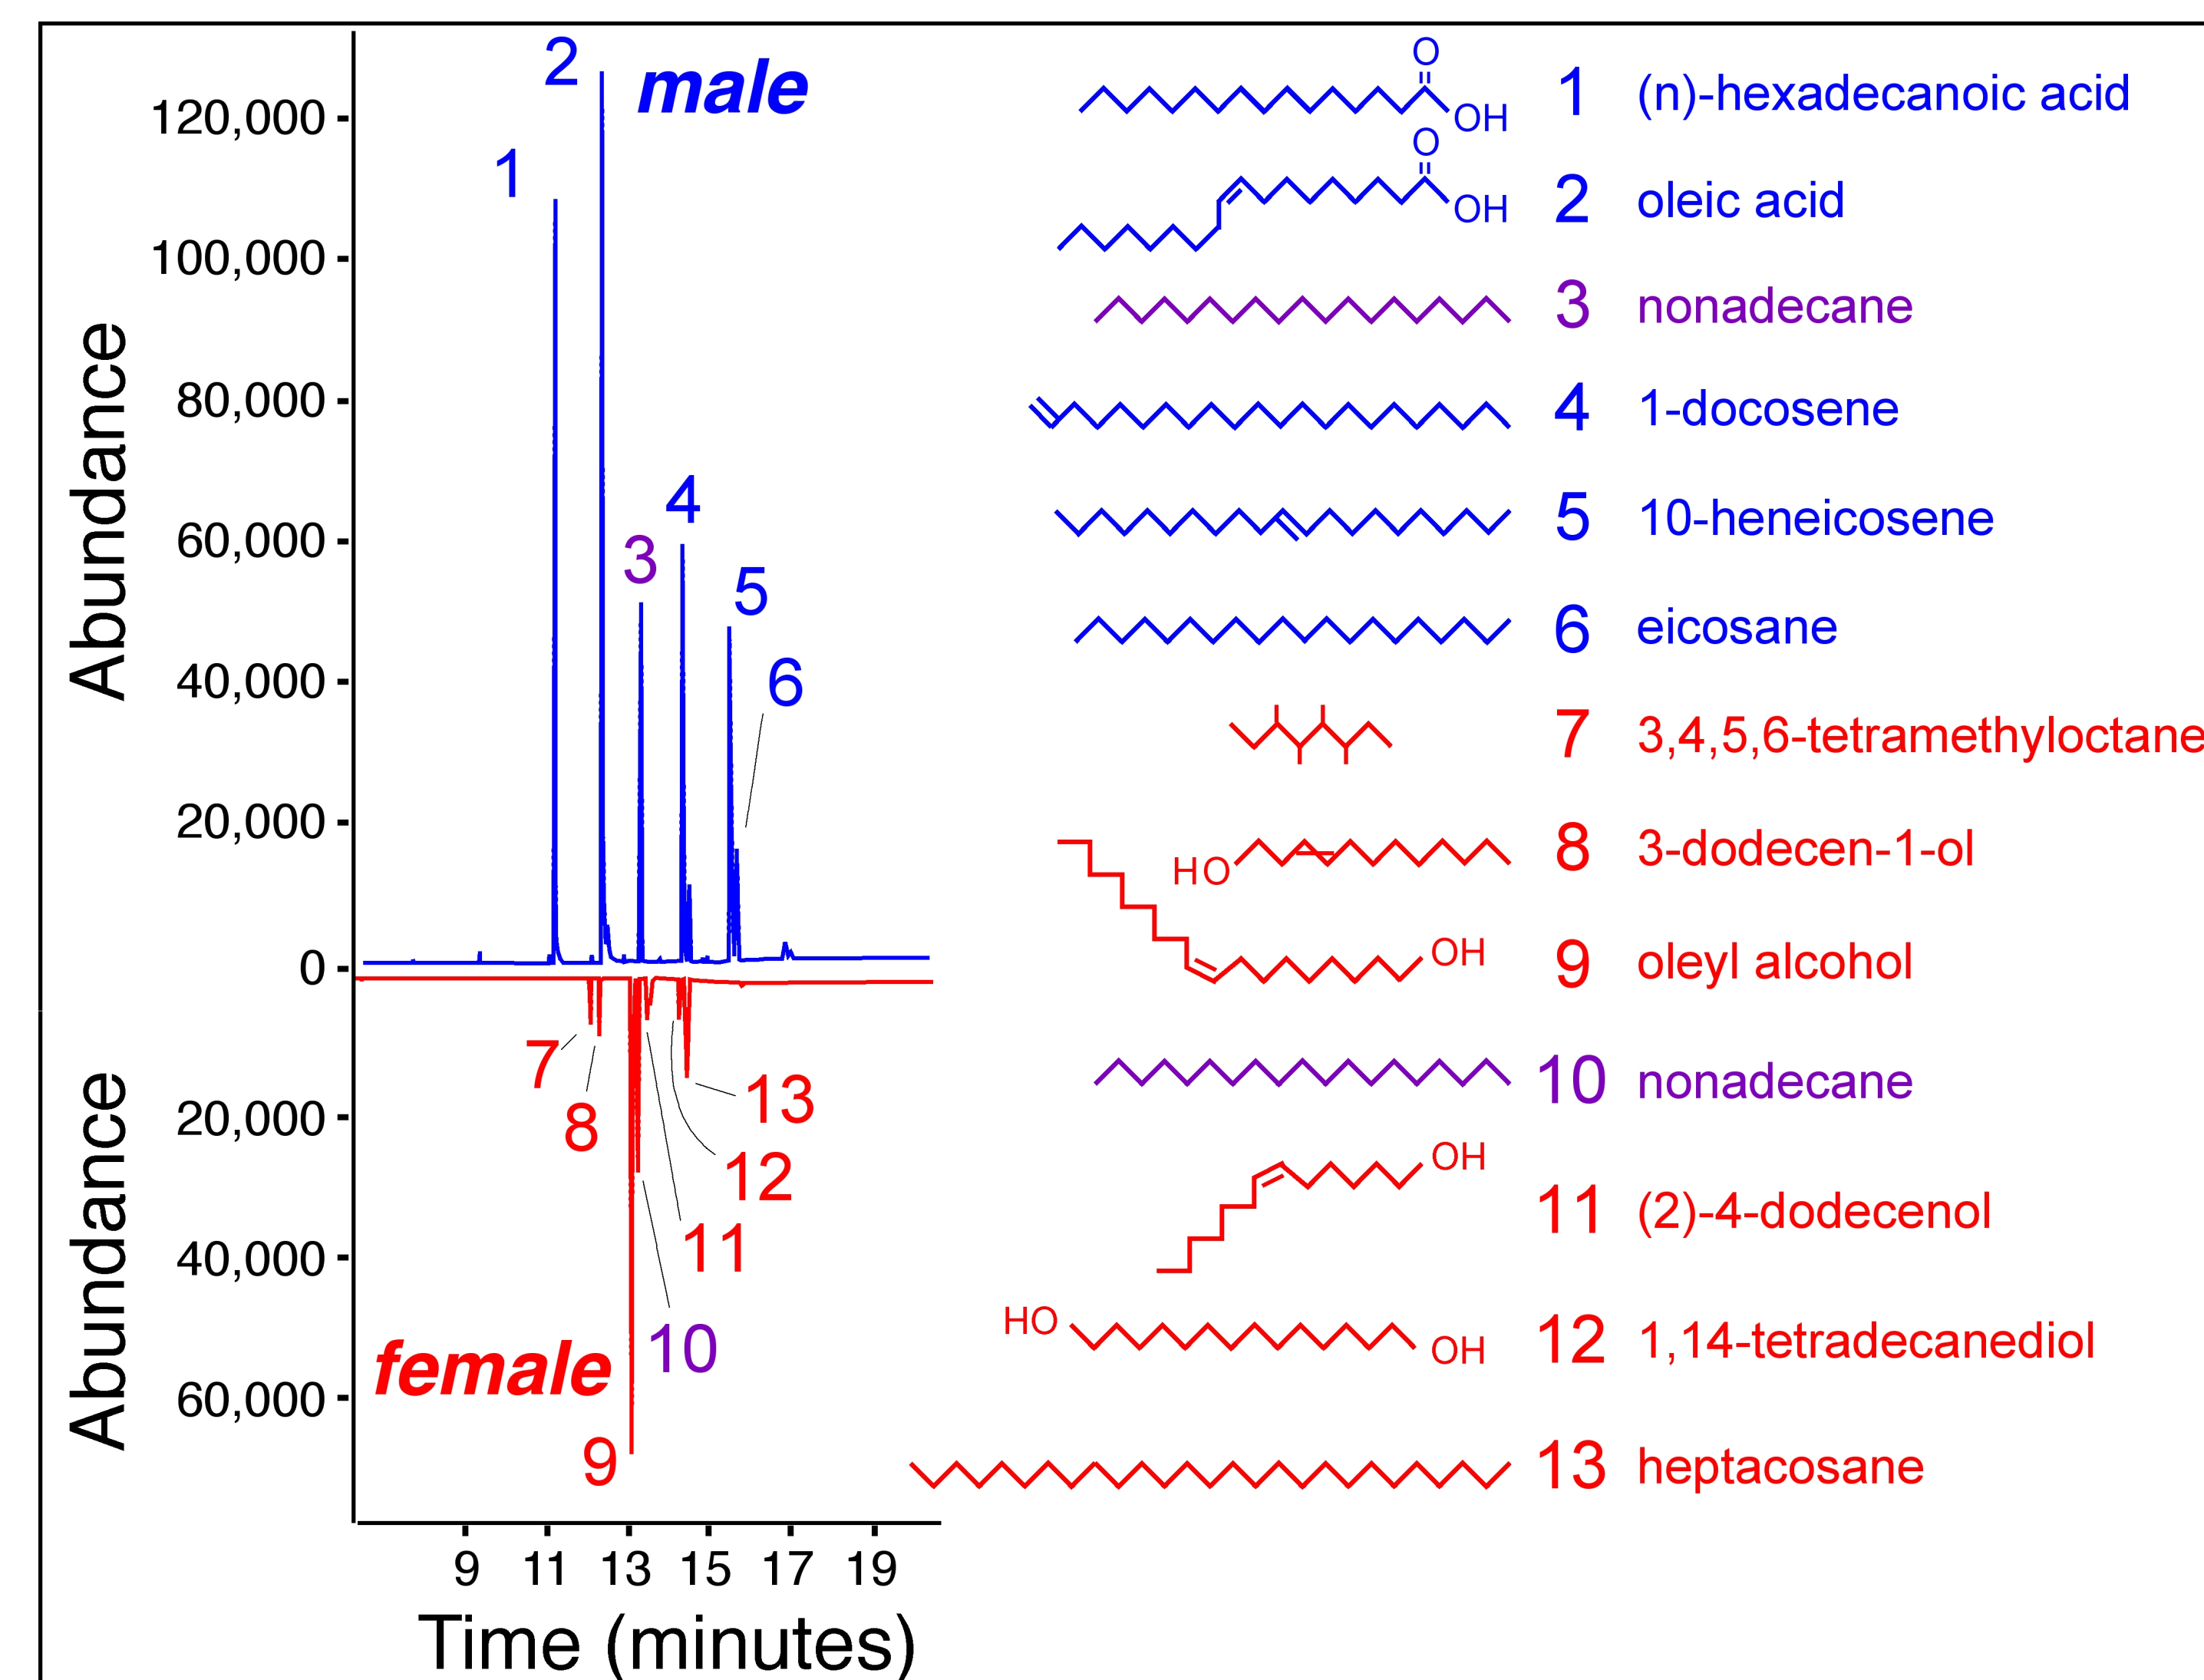 male
female
Abundance
120,000
100,000
80,000
60,000
40,000
20,000
0
Abundance
20,000
40,000
60,000
1
2
3
4
5
6
7
8
9
10
11
12
13
9 11 13 15 17 19
Time (minutes)
O
OH
1 (n)-hexadecanoic acid
O
OH
2 oleic acid
3 nonadecane
4 1-docosene
5 10-heneicosene
6 eicosane
7 3,4,5,6-tetramethyloctane
HO
8 3-dodecen-1-ol
OH
9 oleyl alcohol
10 nonadecane
OH
11 (2)-4-dodecenol
HO
OH
12 1,14-tetradecanediol
13 heptacosane